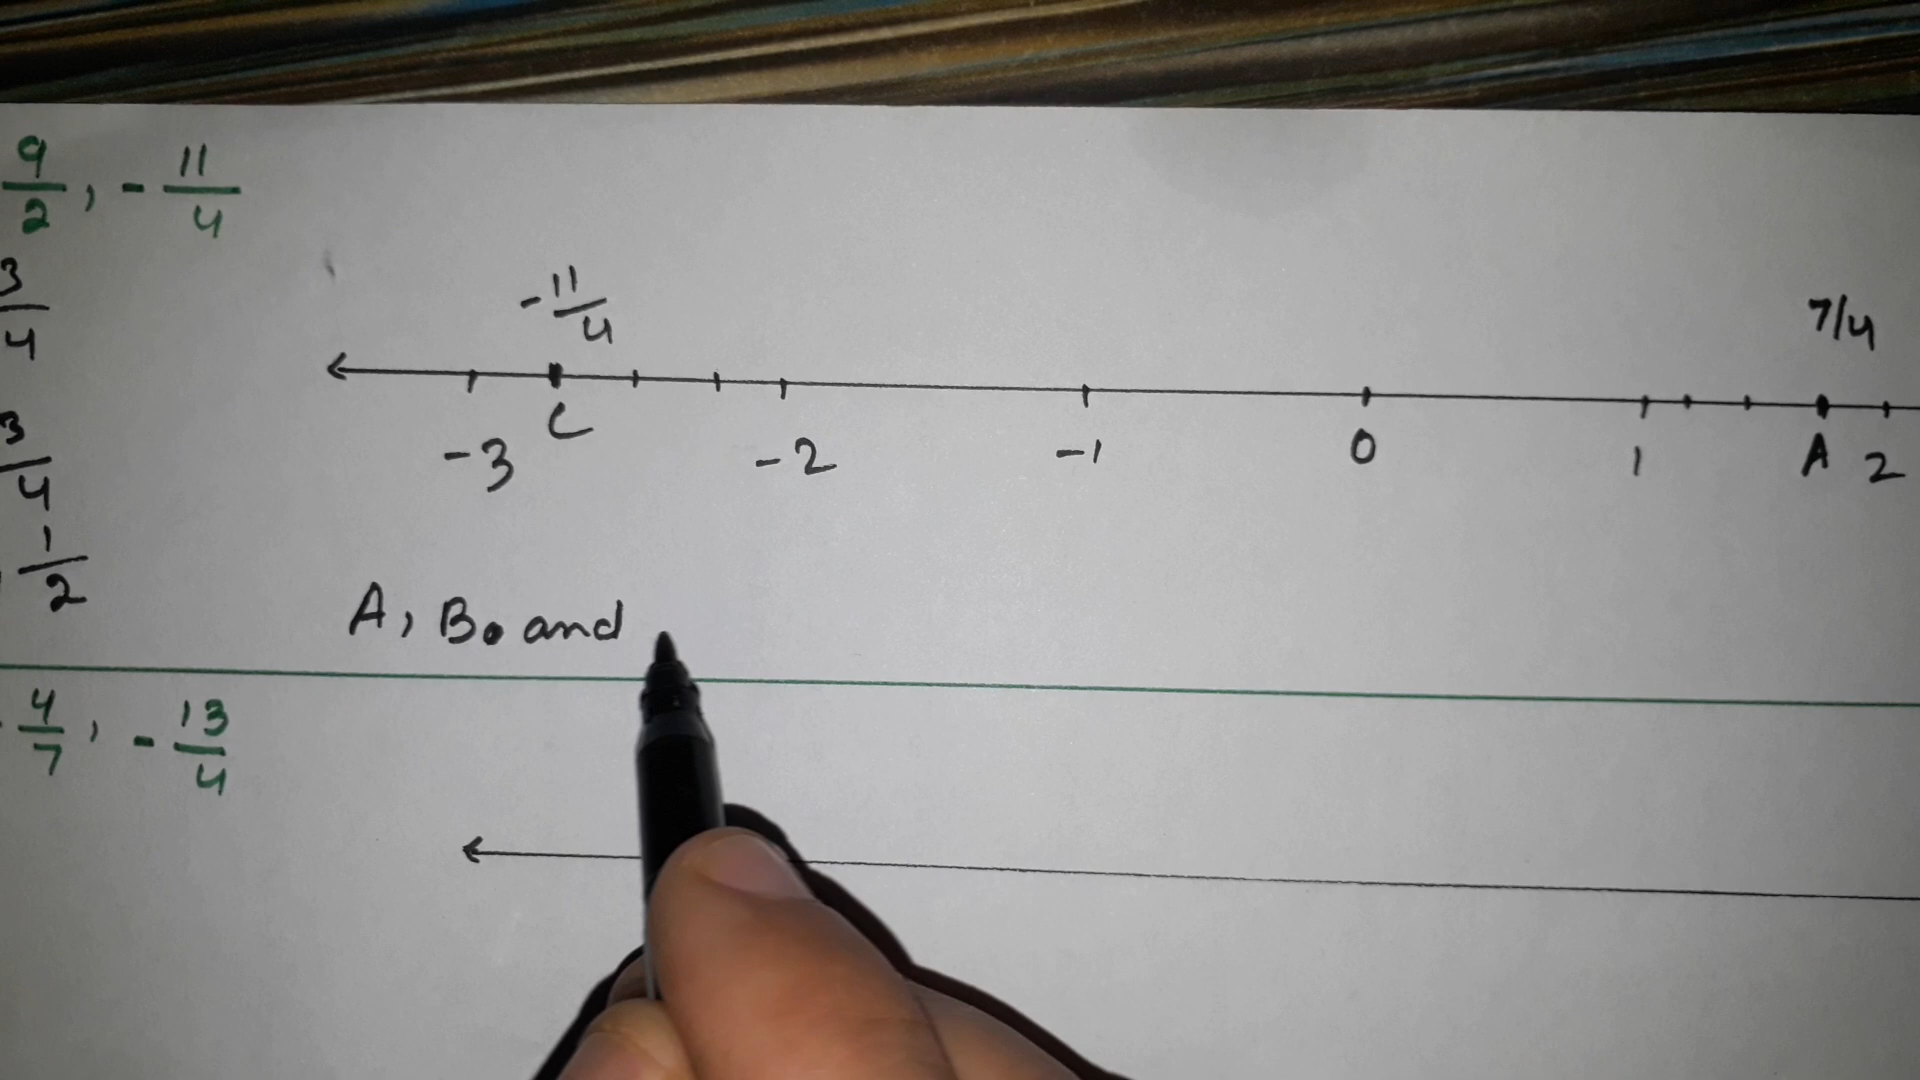 9/2, - 11/4
3/4
- 11/4
7/4
C
-3 -2 -1 0 1 A 2
3/4
1/2
A, B. and
4/7, - 13/4